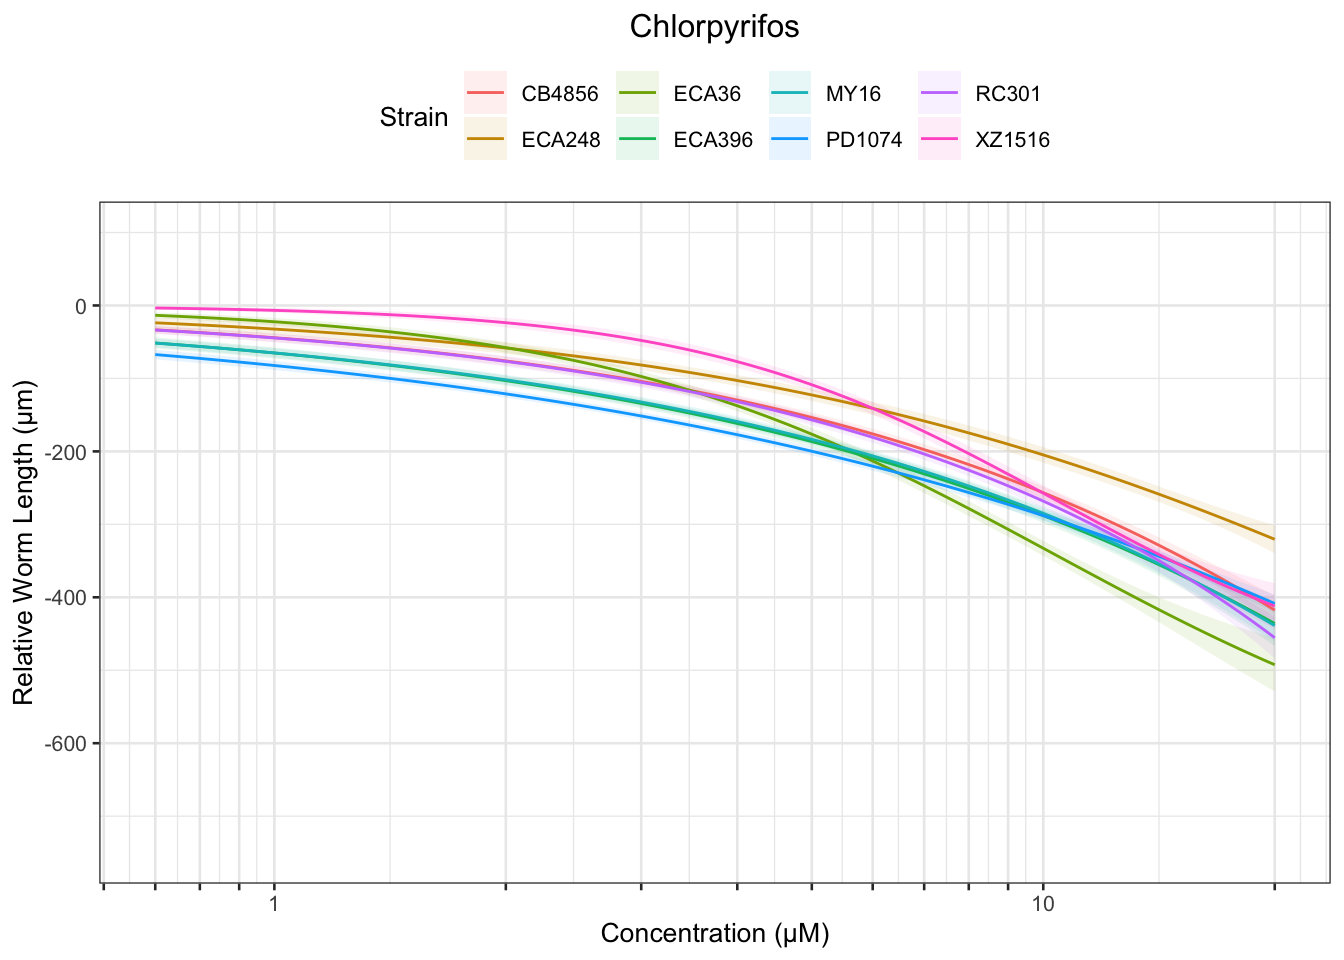 Chlorpyrifos
Strain
CB4856 ECA36 MY16 RC301
ECA248 ECA396 PD1074 XZ1516
Relative Worm Length (µm)
0
-200
-400
-600
1 10
Concentration (µM)